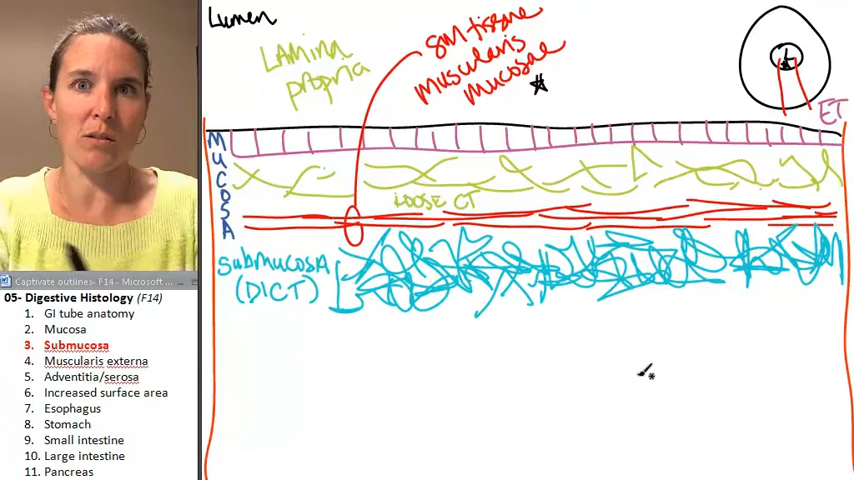 Lumen
LAMINA
propria
sm tissue
muscularis
mucosae
L
ET
MUCOSA
LOOSE CT
SubmucosA
(DICT)
Captivate outlines- F14 - Microsoft ...
05- Digestive Histology (F14)
1. GI tube anatomy
2. Mucosa
3. Submucosa
4. Muscularis externa
5. Adventitia/serosa
6. Increased surface area
7. Esophagus
8. Stomach
9. Small intestine
10. Large intestine
11. Pancreas